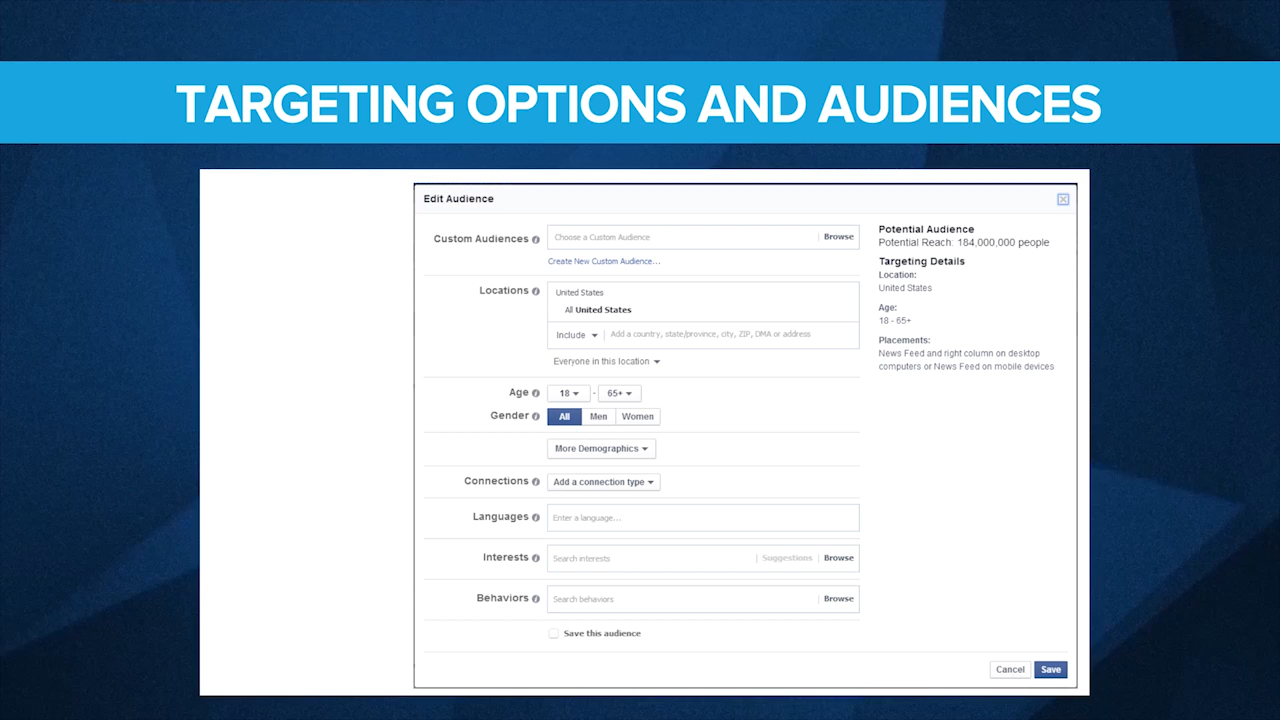 TARGETING OPTIONS AND AUDIENCES
Edit Audience
Custom Audiences
Choose a Custom Audience
Browse
Create New Custom Audience...
Locations
United States
All United States
Include
Add a country, state/province, city, ZIP, DMA or address
Everyone in this location
Age
18 - 65+
Gender
All
Men
Women
More Demographics
Connections
Add a connection type
Languages
Enter a language...
Interests
Search interests
Suggestions
Browse
Behaviors
Search behaviors
Browse
Save this audience
Potential Audience
Potential Reach: 184,000,000 people
Targeting Details
Location:
United States
Age:
18 - 65+
Placements:
News Feed and right column on desktop
computers or News Feed on mobile devices
Cancel
Save